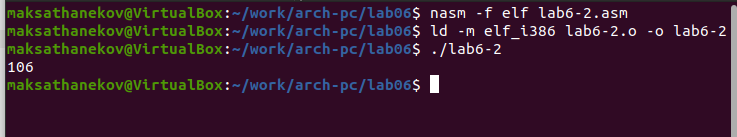 maksathanekov@VirtualBox:~/work/arch-pc/lab06$ nasm -f elf lab6-2.asm
maksathanekov@VirtualBox:~/work/arch-pc/lab06$ ld -m elf_i386 lab6-2.o -o lab6-2
maksathanekov@VirtualBox:~/work/arch-pc/lab06$ ./lab6-2
106
maksathanekov@VirtualBox:~/work/arch-pc/lab06$